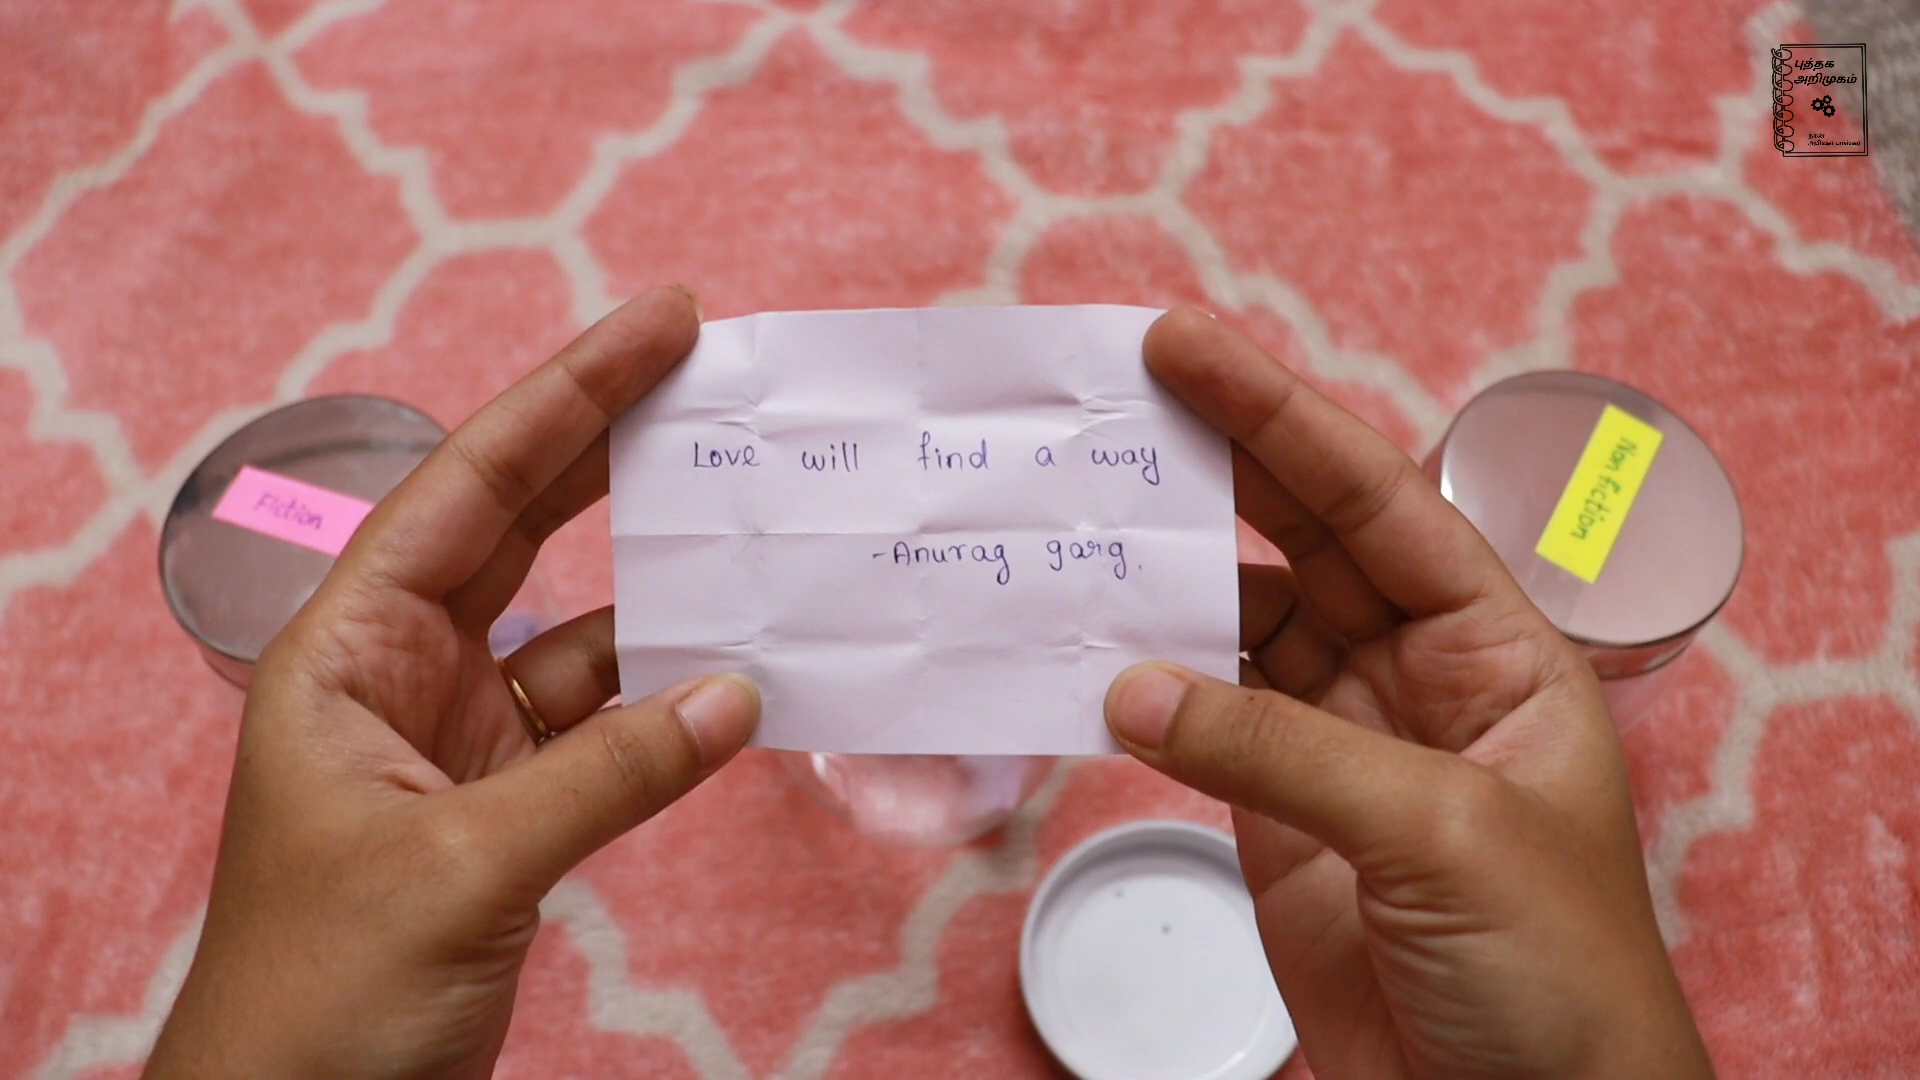 புத்தக
அறிமுகம்
நான்
Fiction
Non fiction
Love will find a way
-Anurag garg.